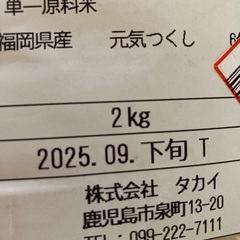 単一原料米
福岡県産 元気つくし
2kg
2025.09.下旬 T
株式会社 タカイ
鹿児島市泉町13-20
TEL:099-222-7111